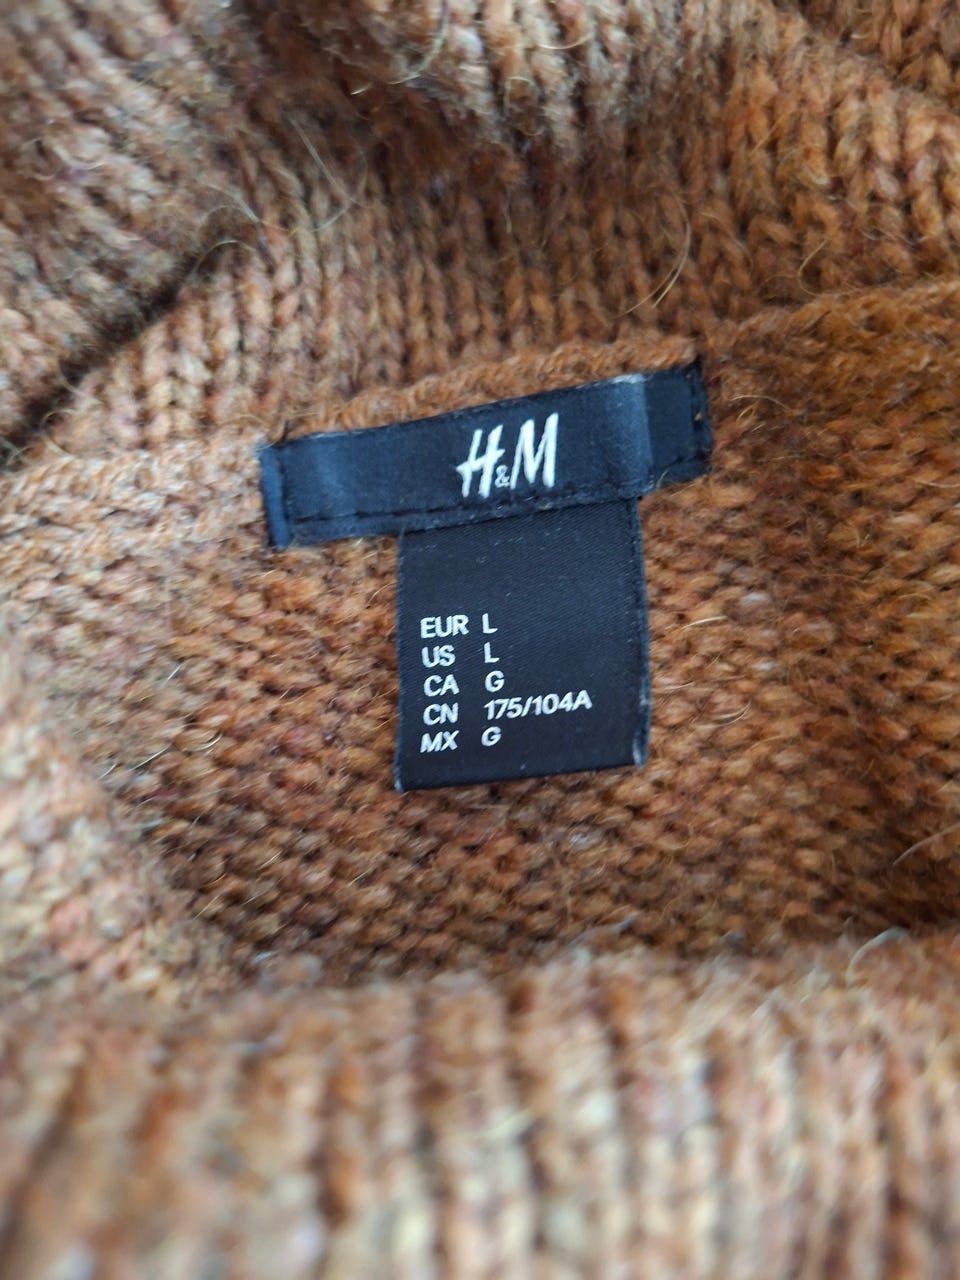 H&M
EUR L
US L
CA G
CN 175/104A
MX G